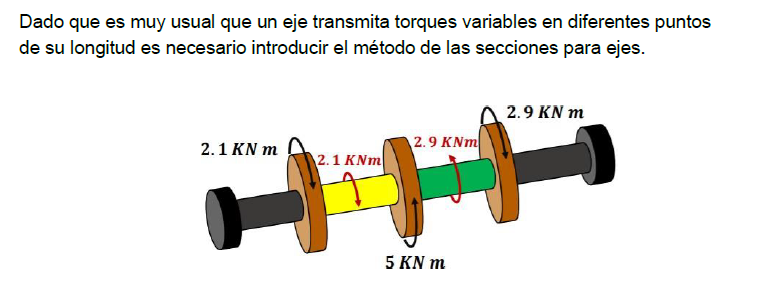 Dado que es muy usual que un eje transmita torques variables en diferentes puntos
de su longitud es necesario introducir el método de las secciones para ejes.
2.9 KN m
2.1 KN m
2.9 KNm
2.1 KNm
5 KN m